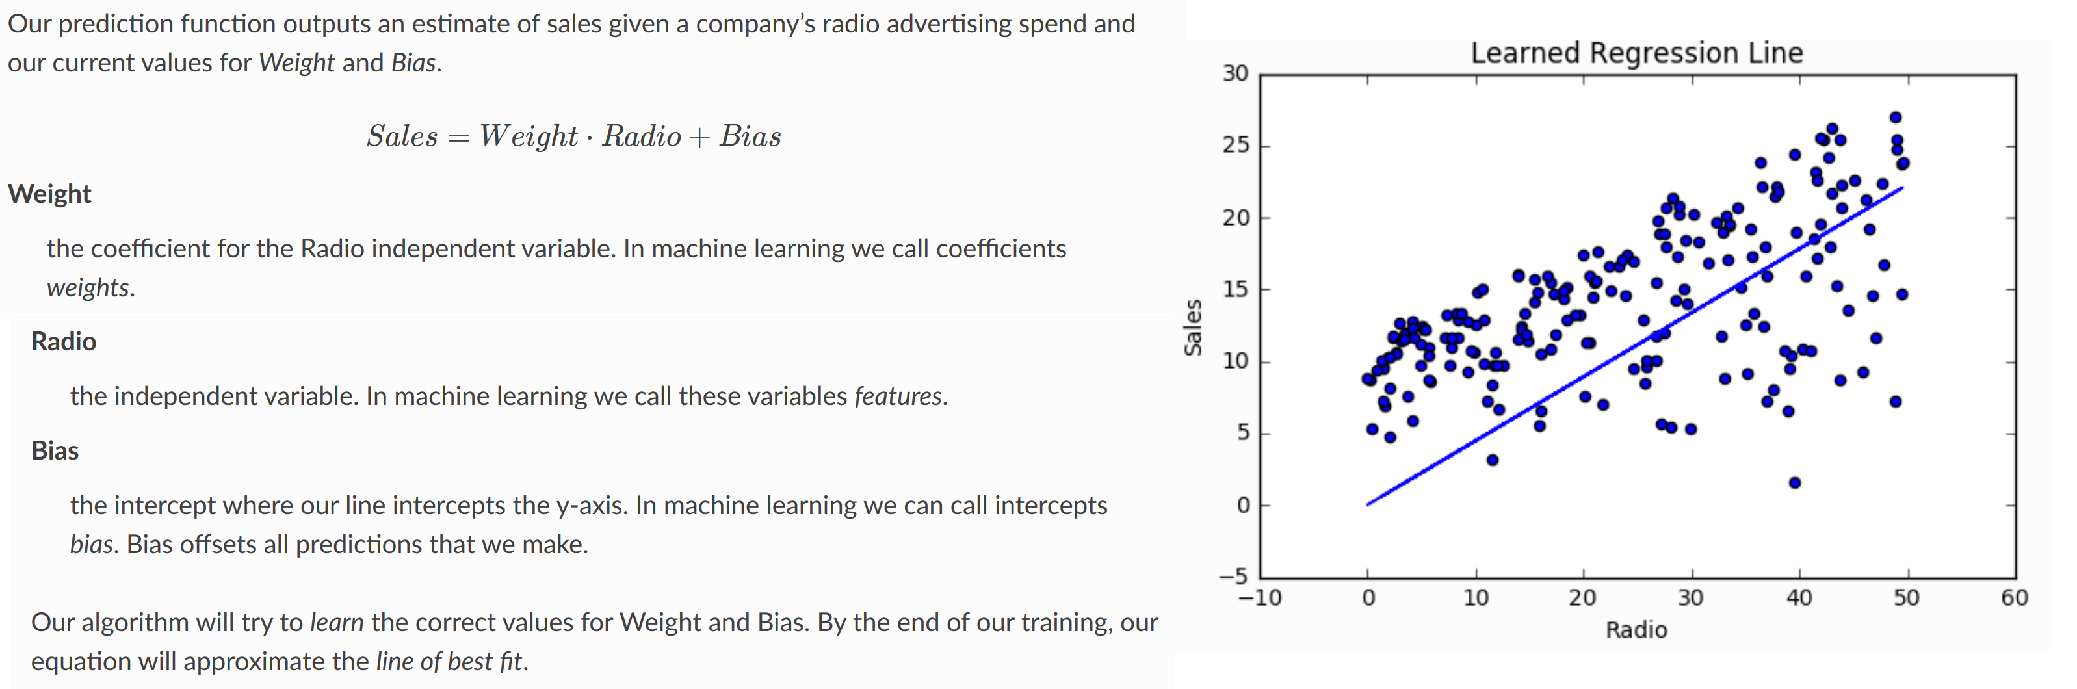 Our prediction function outputs an estimate of sales given a company’s radio advertising spend and
our current values for Weight and Bias.
Sales = Weight · Radio + Bias
Weight
the coefficient for the Radio independent variable. In machine learning we call coefficients
weights.
Radio
the independent variable. In machine learning we call these variables features.
Bias
the intercept where our line intercepts the y-axis. In machine learning we can call intercepts
bias. Bias offsets all predictions that we make.
Our algorithm will try to learn the correct values for Weight and Bias. By the end of our training, our
equation will approximate the line of best fit.
Learned Regression Line
30
25
20
15
10
5
0
−5
Sales
−10 0 10 20 30 40 50 60
Radio